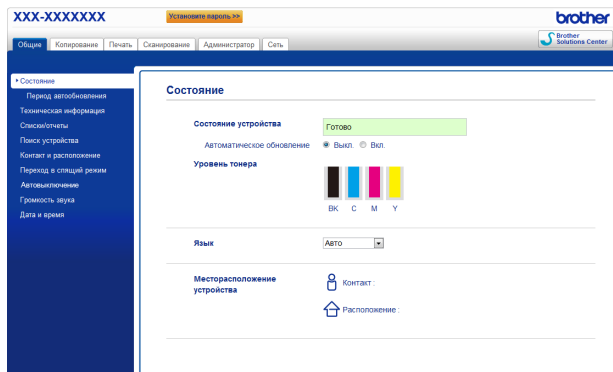 XXX-XXXXXXX
Установите пароль >>
brother
Общие Копирование Печать Сканирование Администратор Сеть
Brother Solutions Center
Состояние
Период автообновления
Техническая информация
Списки/отчеты
Поиск устройства
Контакт и расположение
Переход в спящий режим
Автовыключение
Громкость звука
Дата и время
Состояние
Состояние устройства Готово
Автоматическое обновление Выкл. Вкл.
Уровень тонера
BK C M Y
Язык Авто
Месторасположение устройства
Контакт :
Расположение :